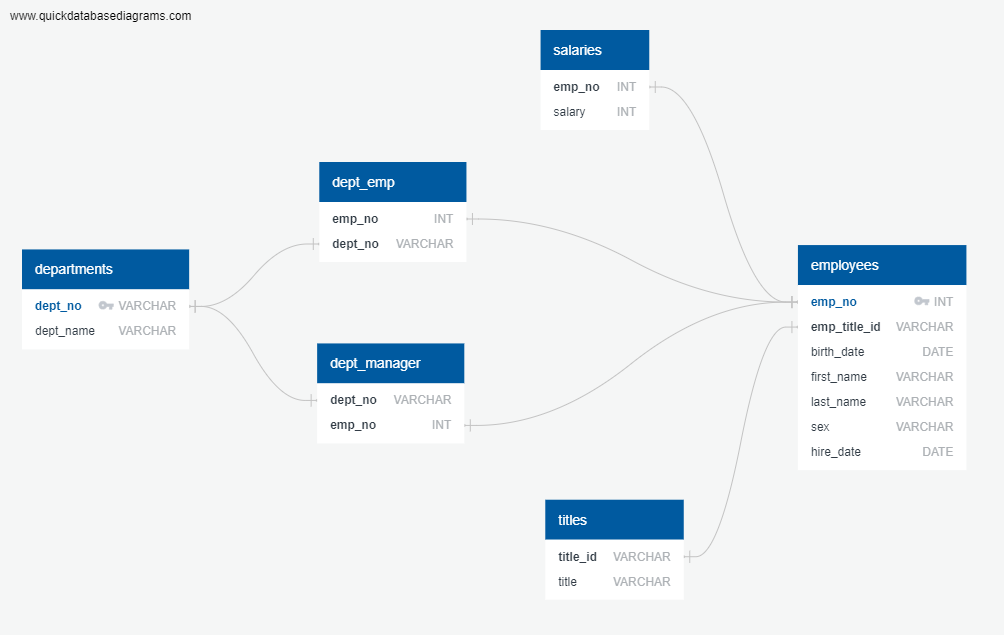 www.quickdatabasediagrams.com
salaries
emp_no INT
salary INT
dept_emp
emp_no INT
dept_no VARCHAR
departments
dept_no VARCHAR
dept_name VARCHAR
employees
emp_no INT
emp_title_id VARCHAR
birth_date DATE
first_name VARCHAR
last_name VARCHAR
sex VARCHAR
hire_date DATE
dept_manager
dept_no VARCHAR
emp_no INT
titles
title_id VARCHAR
title VARCHAR